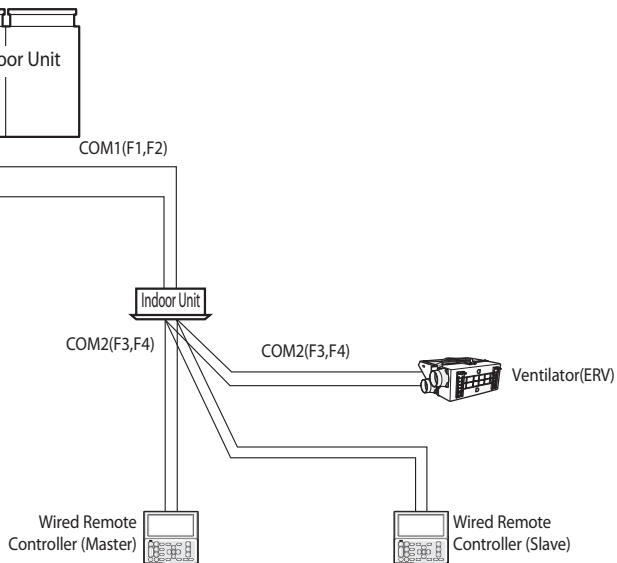 oor Unit
COM1(F1,F2)
Indoor Unit
COM2(F3,F4)
COM2(F3,F4)
Ventilator(ERV)
Wired Remote
Controller (Master)
Wired Remote
Controller (Slave)